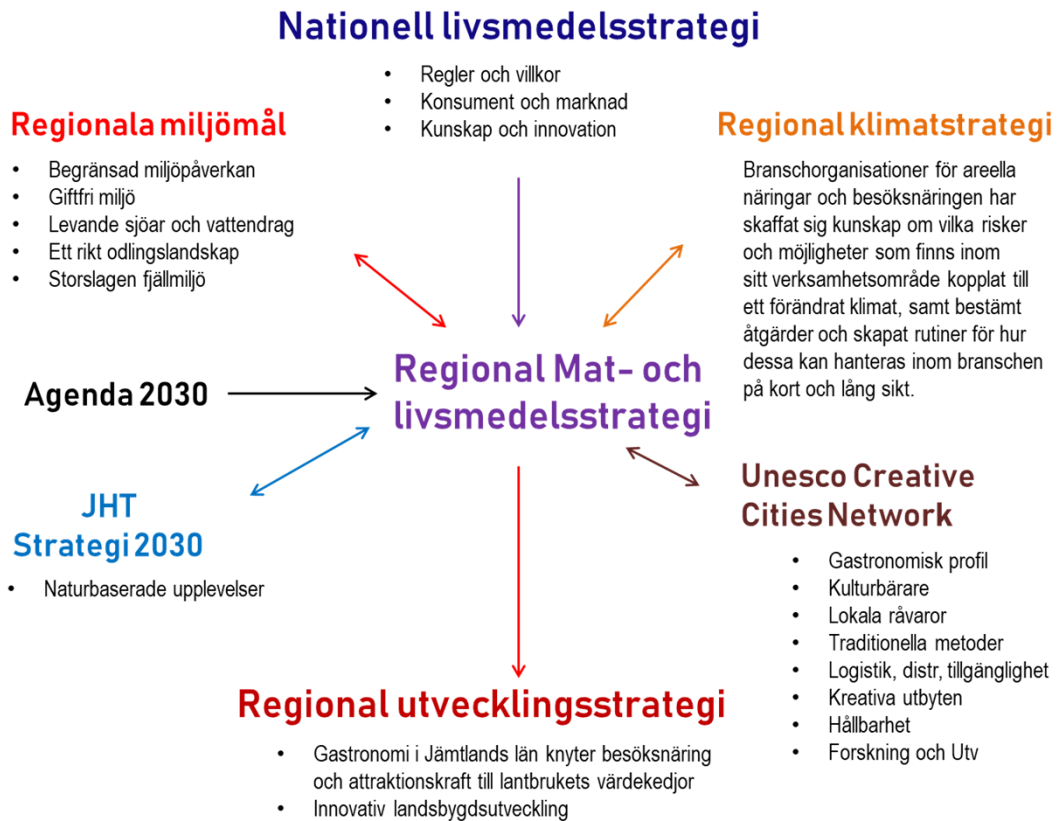 Nationell livsmedelsstrategi
• Regler och villkor
• Konsument och marknad
• Kunskap och innovation
Regionala miljömål
• Begränsad miljöpåverkan
• Giftfri miljö
• Levande sjöar och vattendrag
• Ett rikt odlingslandskap
• Storslagen fjällmiljö
Regional klimatstrategi
Branschorganisationer för areella
näringar och besöksnäringen har
skaffat sig kunskap om vilka risker
och möjligheter som finns inom
sitt verksamhetsområde kopplat till
ett förändrat klimat, samt bestämt
åtgärder och skapat rutiner för hur
dessa kan hanteras inom branschen
på kort och lång sikt.
Agenda 2030
Regional Mat- och
livsmedelsstrategi
JHT
Strategi 2030
• Naturbaserade upplevelser
Unesco Creative
Cities Network
• Gastronomisk profil
• Kulturbärare
• Lokala råvaror
• Traditionella metoder
• Logistik, distr, tillgänglighet
• Kreativa utbyten
• Hållbarhet
• Forskning och Utv
Regional utvecklingsstrategi
• Gastronomi i Jämtlands län knyter besöksnäring
och attraktionskraft till lantbrukets värdekedjor
• Innovativ landsbygdsutveckling